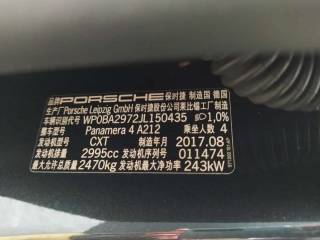 品牌 PORSCHE 保时捷 制造国 德国
生产厂 Porsche Leipzig GmbH 保时捷股份公司莱比锡工厂制造
车辆识别代号 WP0BA2972JL150435 1,0%
整车型号 Panamera 4 A212 乘坐人数 4
发动机型号 CXT 制造年月 2017.08
发动机排量 2995cc 发动机序列号 011474
最大允许总质量 2470kg 发动机最大净功率 243kW